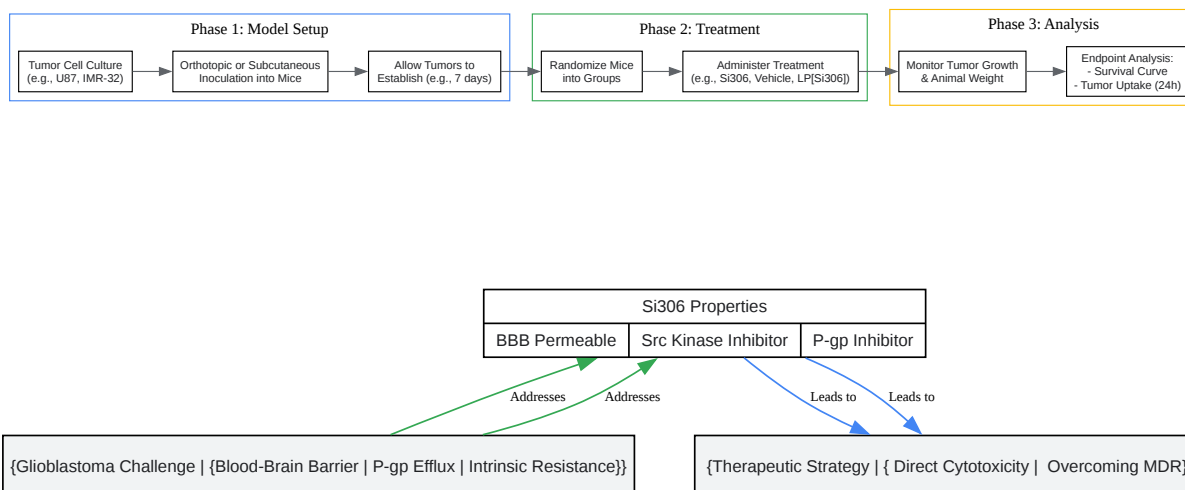 Phase 1: Model Setup
Tumor Cell Culture
(e.g., U87, IMR-32)
Orthotopic or Subcutaneous
Inoculation into Mice
Allow Tumors to
Establish (e.g., 7 days)
Phase 2: Treatment
Randomize Mice
into Groups
Administer Treatment
(e.g., Si306, Vehicle, LP[Si306])
Phase 3: Analysis
Monitor Tumor Growth
& Animal Weight
Endpoint Analysis:
- Survival Curve
- Tumor Uptake (24h)
Si306 Properties
BBB Permeable
Src Kinase Inhibitor
P-gp Inhibitor
Addresses
Addresses
Leads to
Leads to
{Glioblastoma Challenge | {Blood-Brain Barrier | P-gp Efflux | Intrinsic Resistance}}
{Therapeutic Strategy | { Direct Cytotoxicity |  Overcoming MDR}